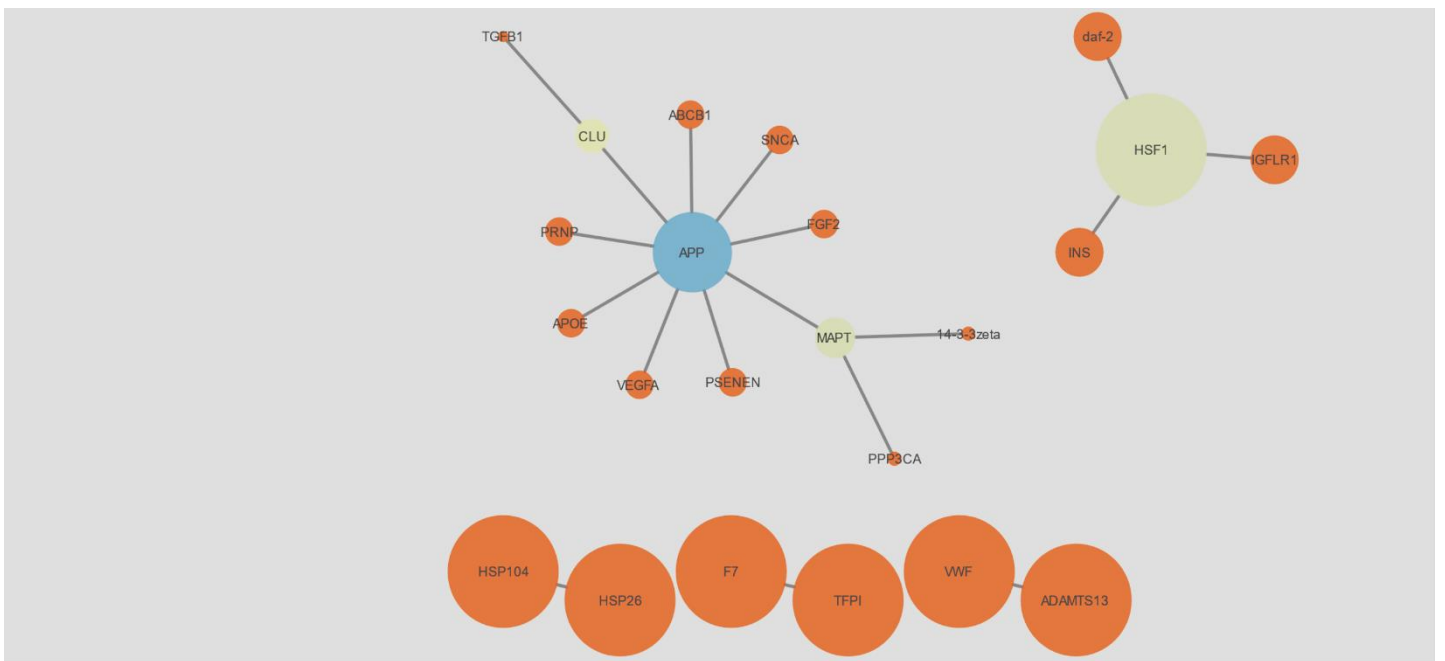 TGFB1
daf-2
ABCB1
CLU
SNCA
HSF1
IGFLR1
PRNP
FGF2
APP
INS
APOE
MAPT
14-3-3zeta
VEGFA
PSENEN
PPP3CA
HSP104
F7
VWF
HSP26
TFPI
ADAMTS13